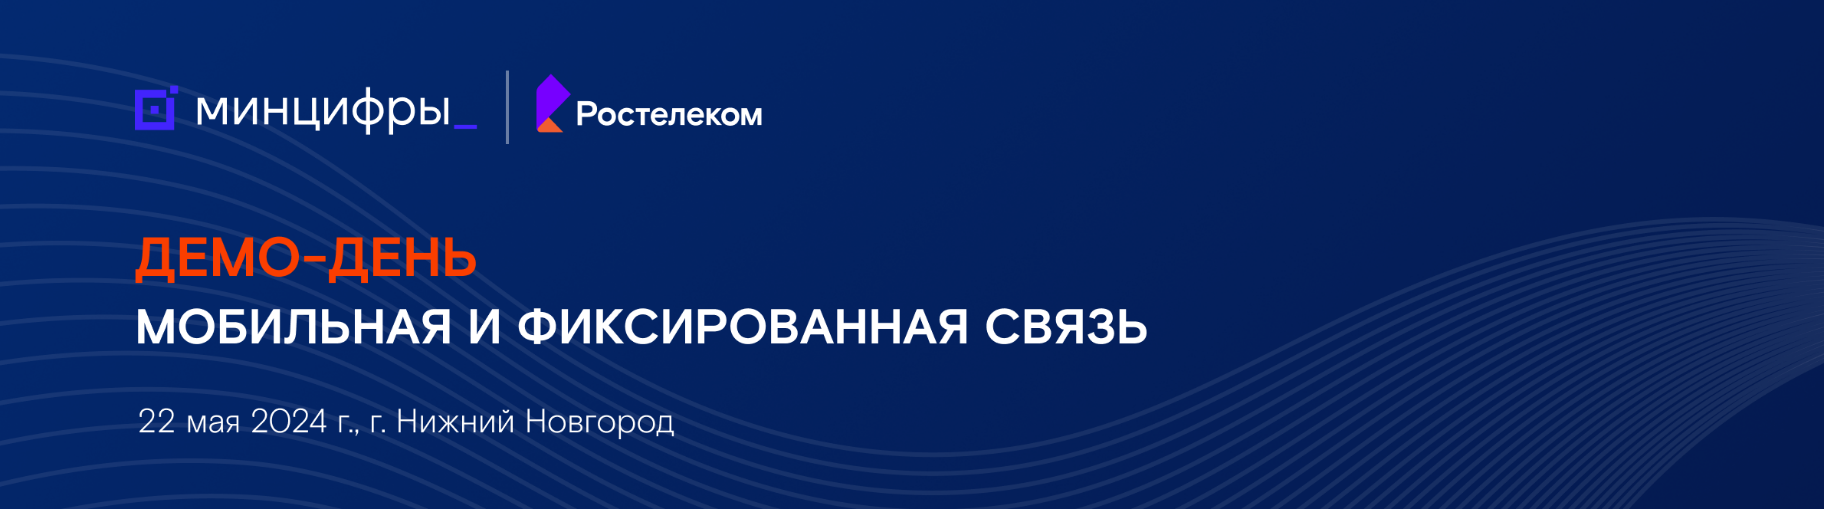 минцифры_
Ростелеком
ДЕМО-ДЕНЬ
МОБИЛЬНАЯ И ФИКСИРОВАННАЯ СВЯЗЬ
22 мая 2024 г., г. Нижний Новгород